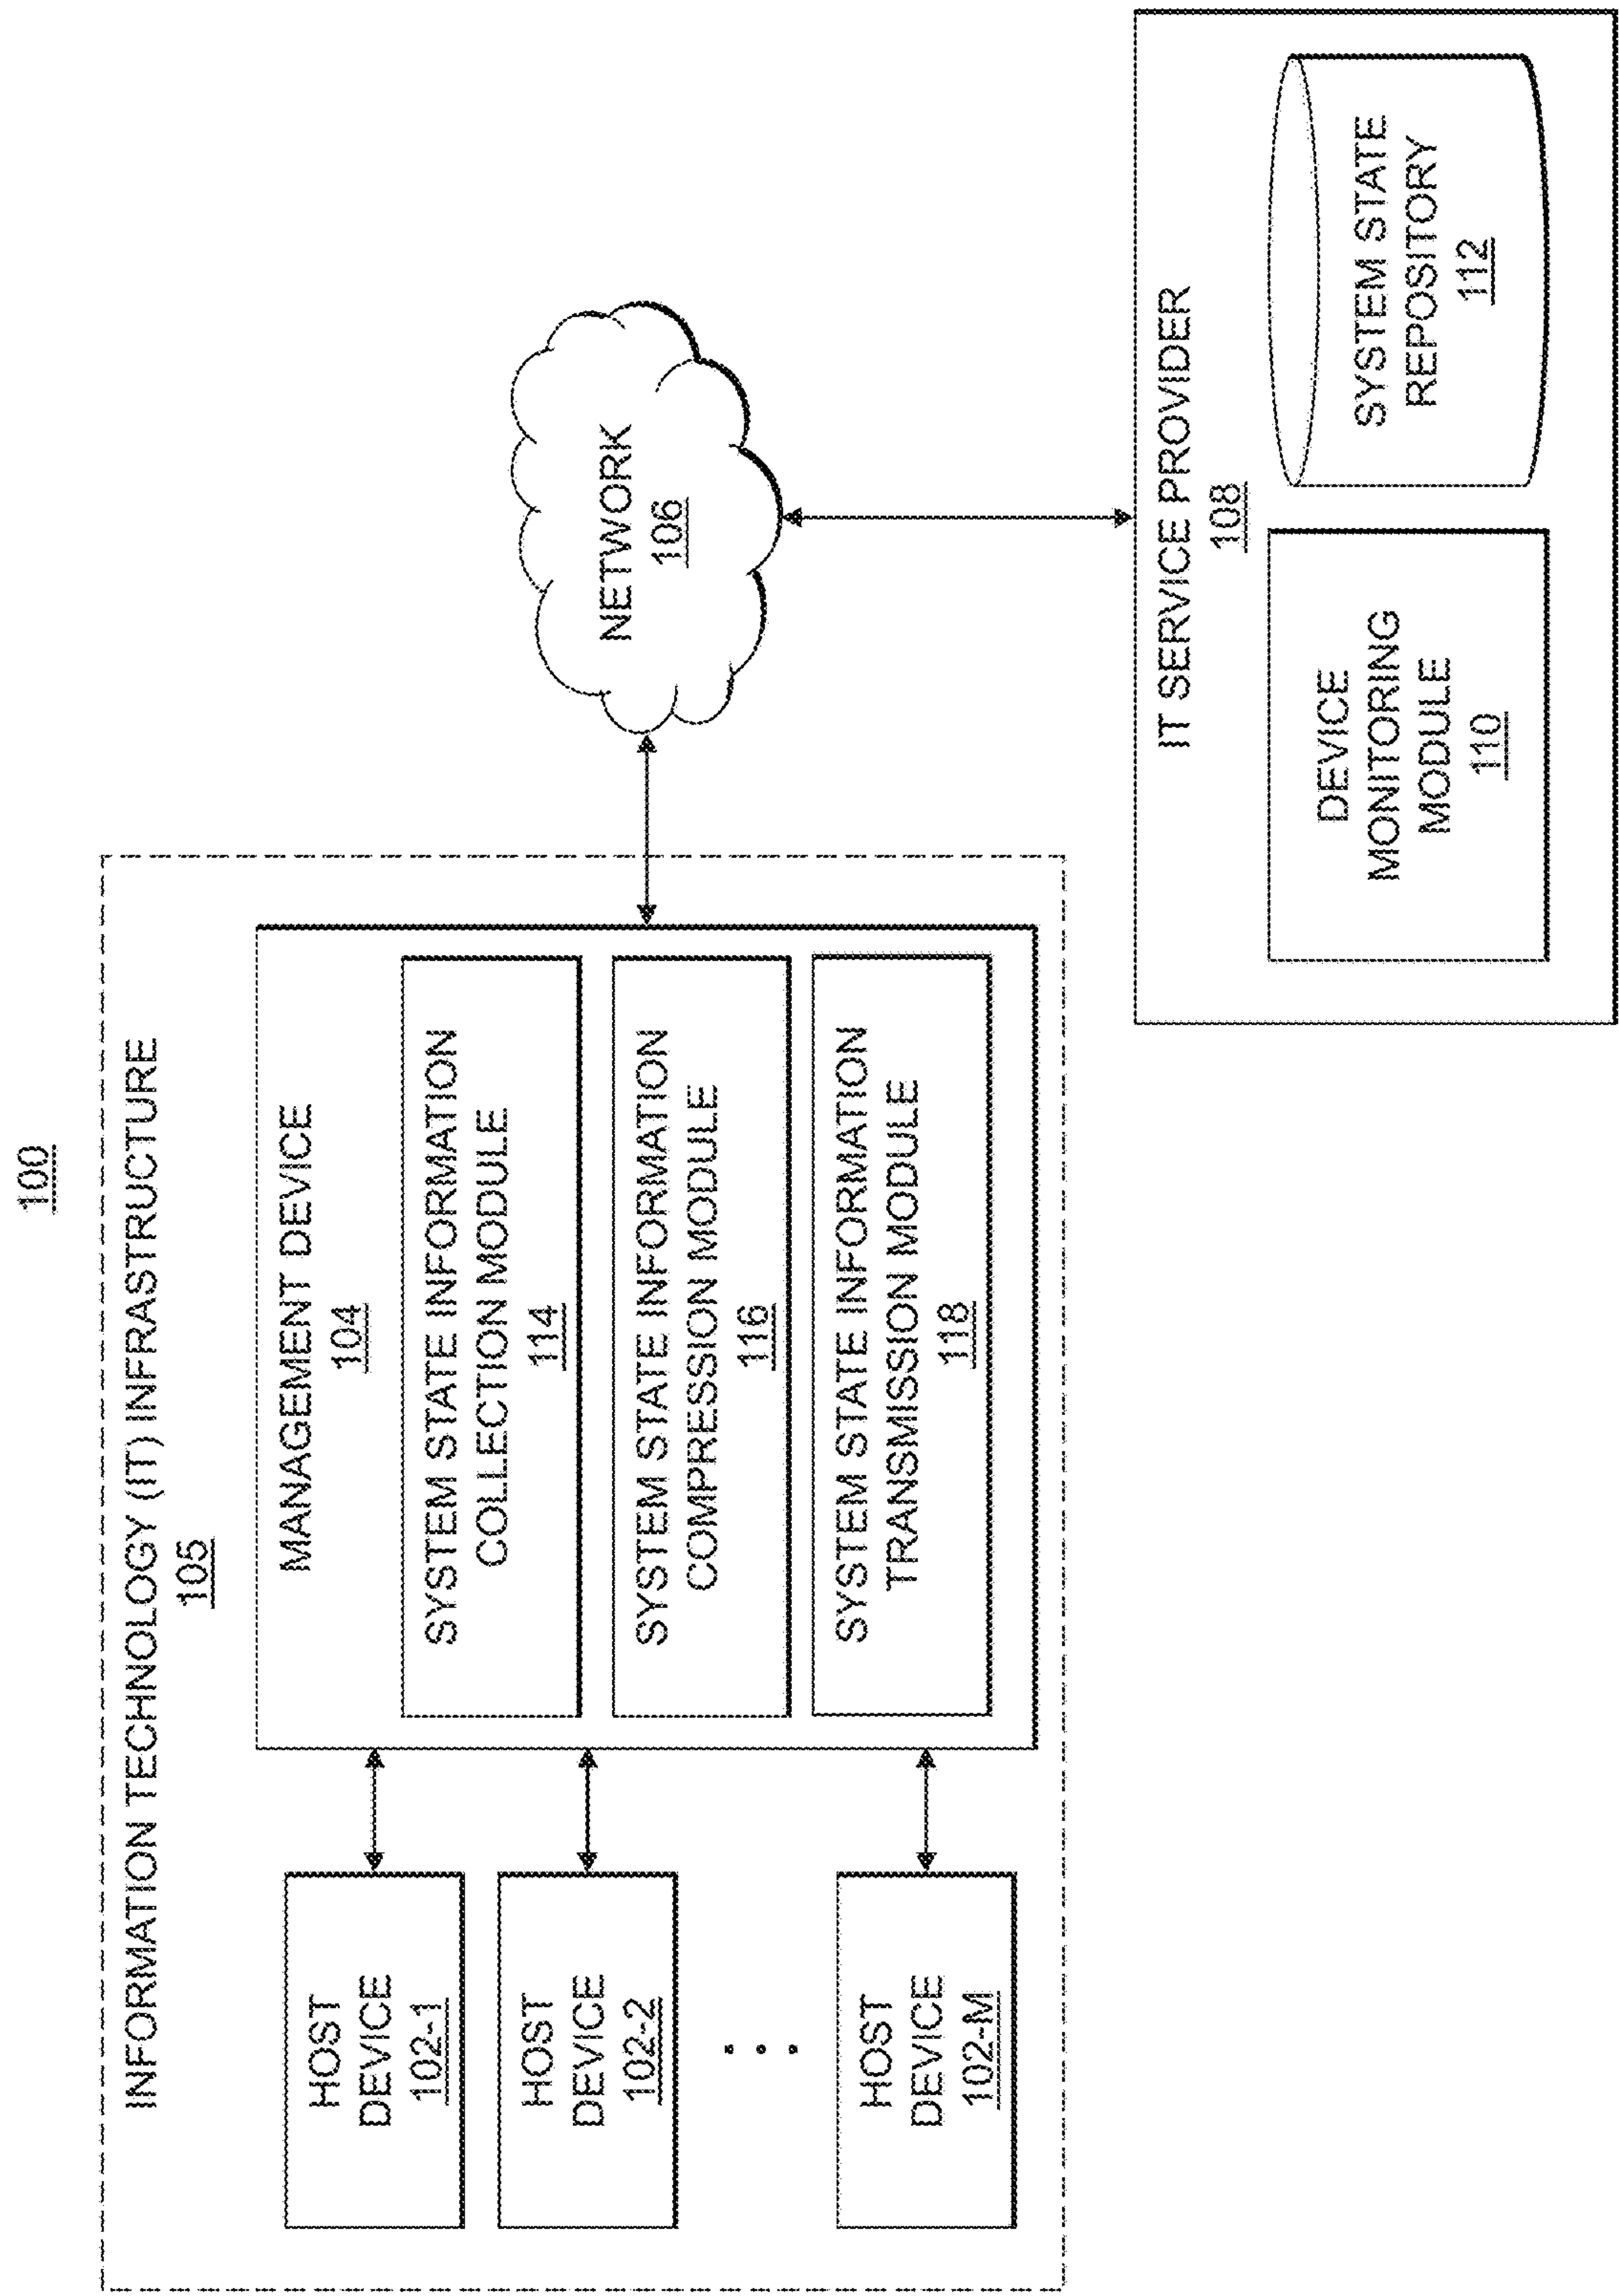 100
INFORMATION TECHNOLOGY (IT) INFRASTRUCTURE
105
HOST
DEVICE
102-1
HOST
DEVICE
102-2
. . .
HOST
DEVICE
102-M
MANAGEMENT DEVICE
104
SYSTEM STATE INFORMATION
COLLECTION MODULE
114
SYSTEM STATE INFORMATION
COMPRESSION MODULE
116
SYSTEM STATE INFORMATION
TRANSMISSION MODULE
118
NETWORK
106
IT SERVICE PROVIDER
108
DEVICE
MONITORING
MODULE
110
SYSTEM STATE
REPOSITORY
112